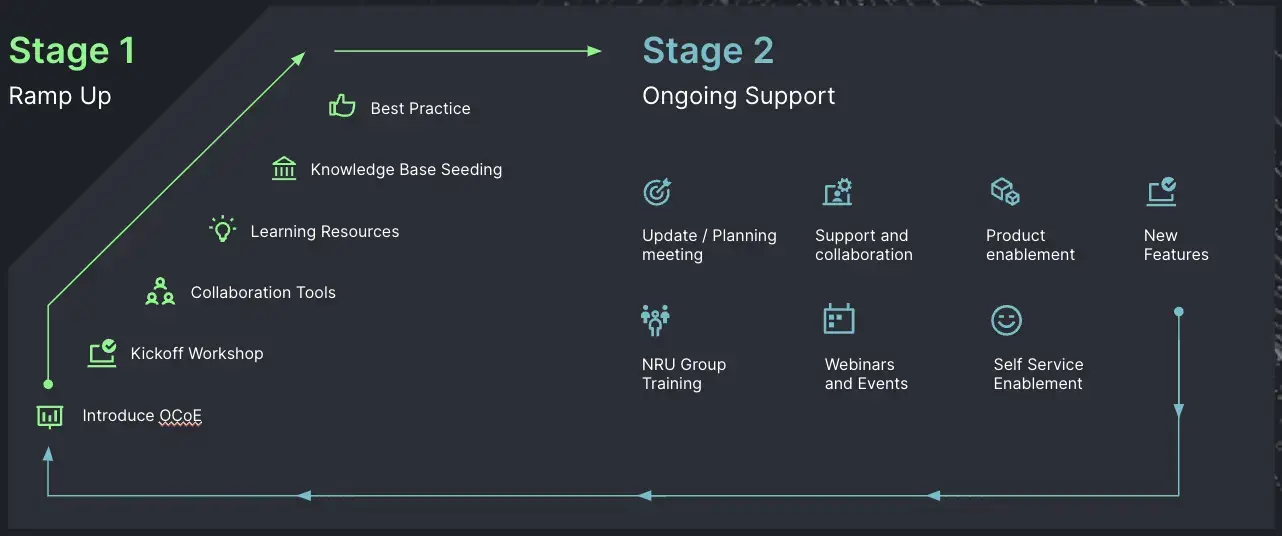 Stage 1
Ramp Up
Best Practice
Knowledge Base Seeding
Learning Resources
Collaboration Tools
Kickoff Workshop
Introduce OCoE
Stage 2
Ongoing Support
Update / Planning
meeting
Support and
collaboration
Product
enablement
New
Features
NRU Group
Training
Webinars
and Events
Self Service
Enablement